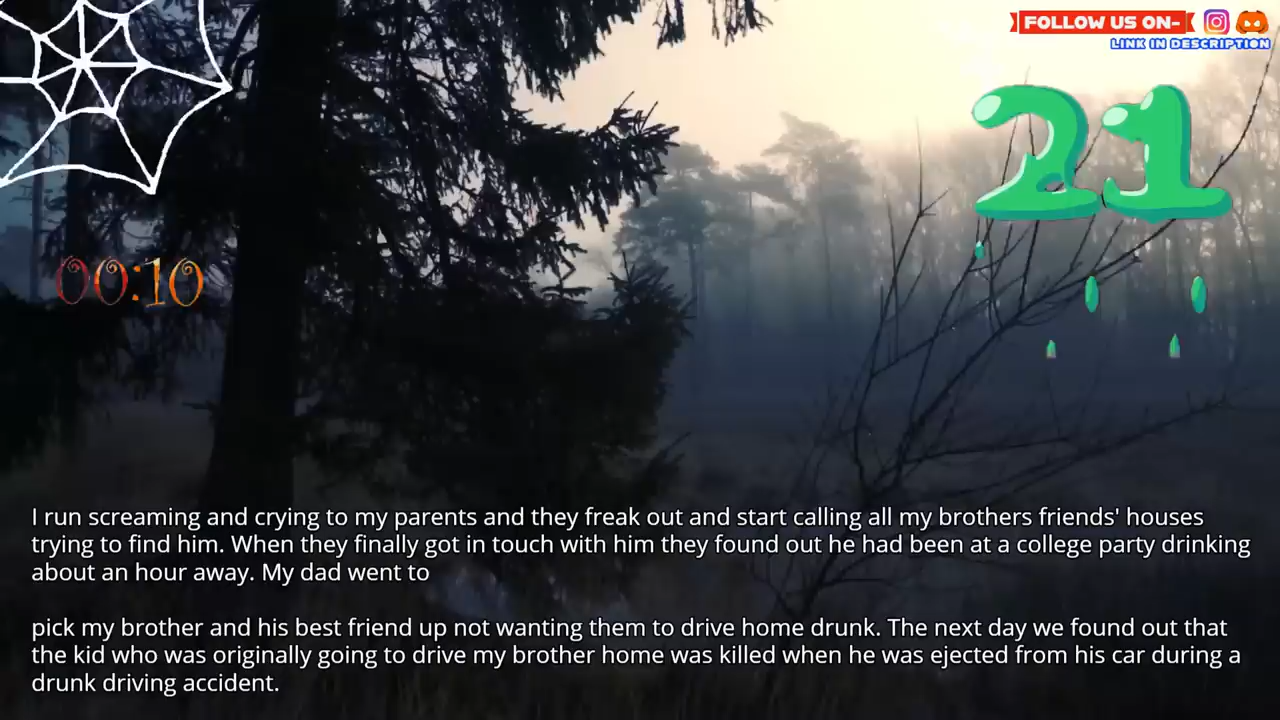 FOLLOW US ON-
LINK IN DESCRIPTION
21
00:10
I run screaming and crying to my parents and they freak out and start calling all my brothers friends' houses
trying to find him. When they finally got in touch with him they found out he had been at a college party drinking
about an hour away. My dad went to
pick my brother and his best friend up not wanting them to drive home drunk. The next day we found out that
the kid who was originally going to drive my brother home was killed when he was ejected from his car during a
drunk driving accident.